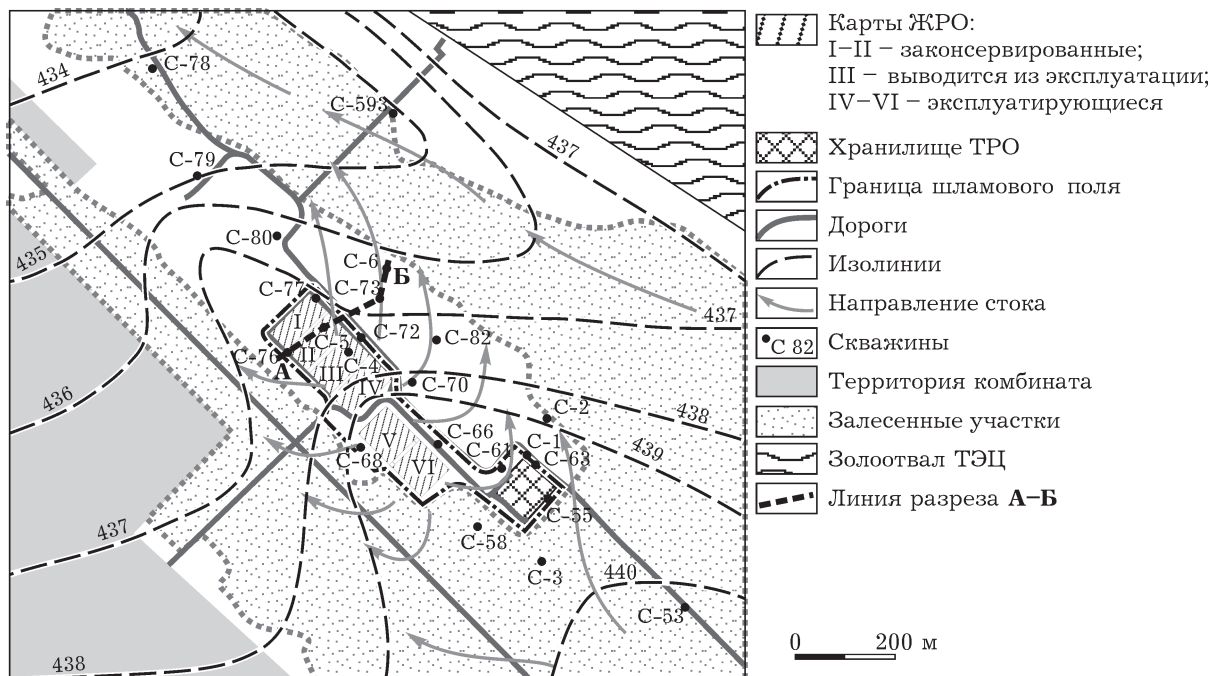 434
С–78
С–593
437
С–79
435
С–80
С–6
Б
С–77
С–73
437
I
С–72
С–5
С–82
С–76
II
С–4
А
III
IV
С–70
436
438
С–2
439
С–66
V
С–1
С–61
С–63
С–68
VI
С–55
437
С–58
С–3
440
С–53
438
Карты ЖРО:
I–II – законсервированные;
III – выводится из эксплуатации;
IV–VI – эксплуатирующиеся
Хранилище ТРО
Граница шламового поля
Дороги
Изолинии
Направление стока
С 82 Скважины
Территория комбината
Залесенные участки
Золоотвал ТЭЦ
Линия разреза А–Б
0 200 м